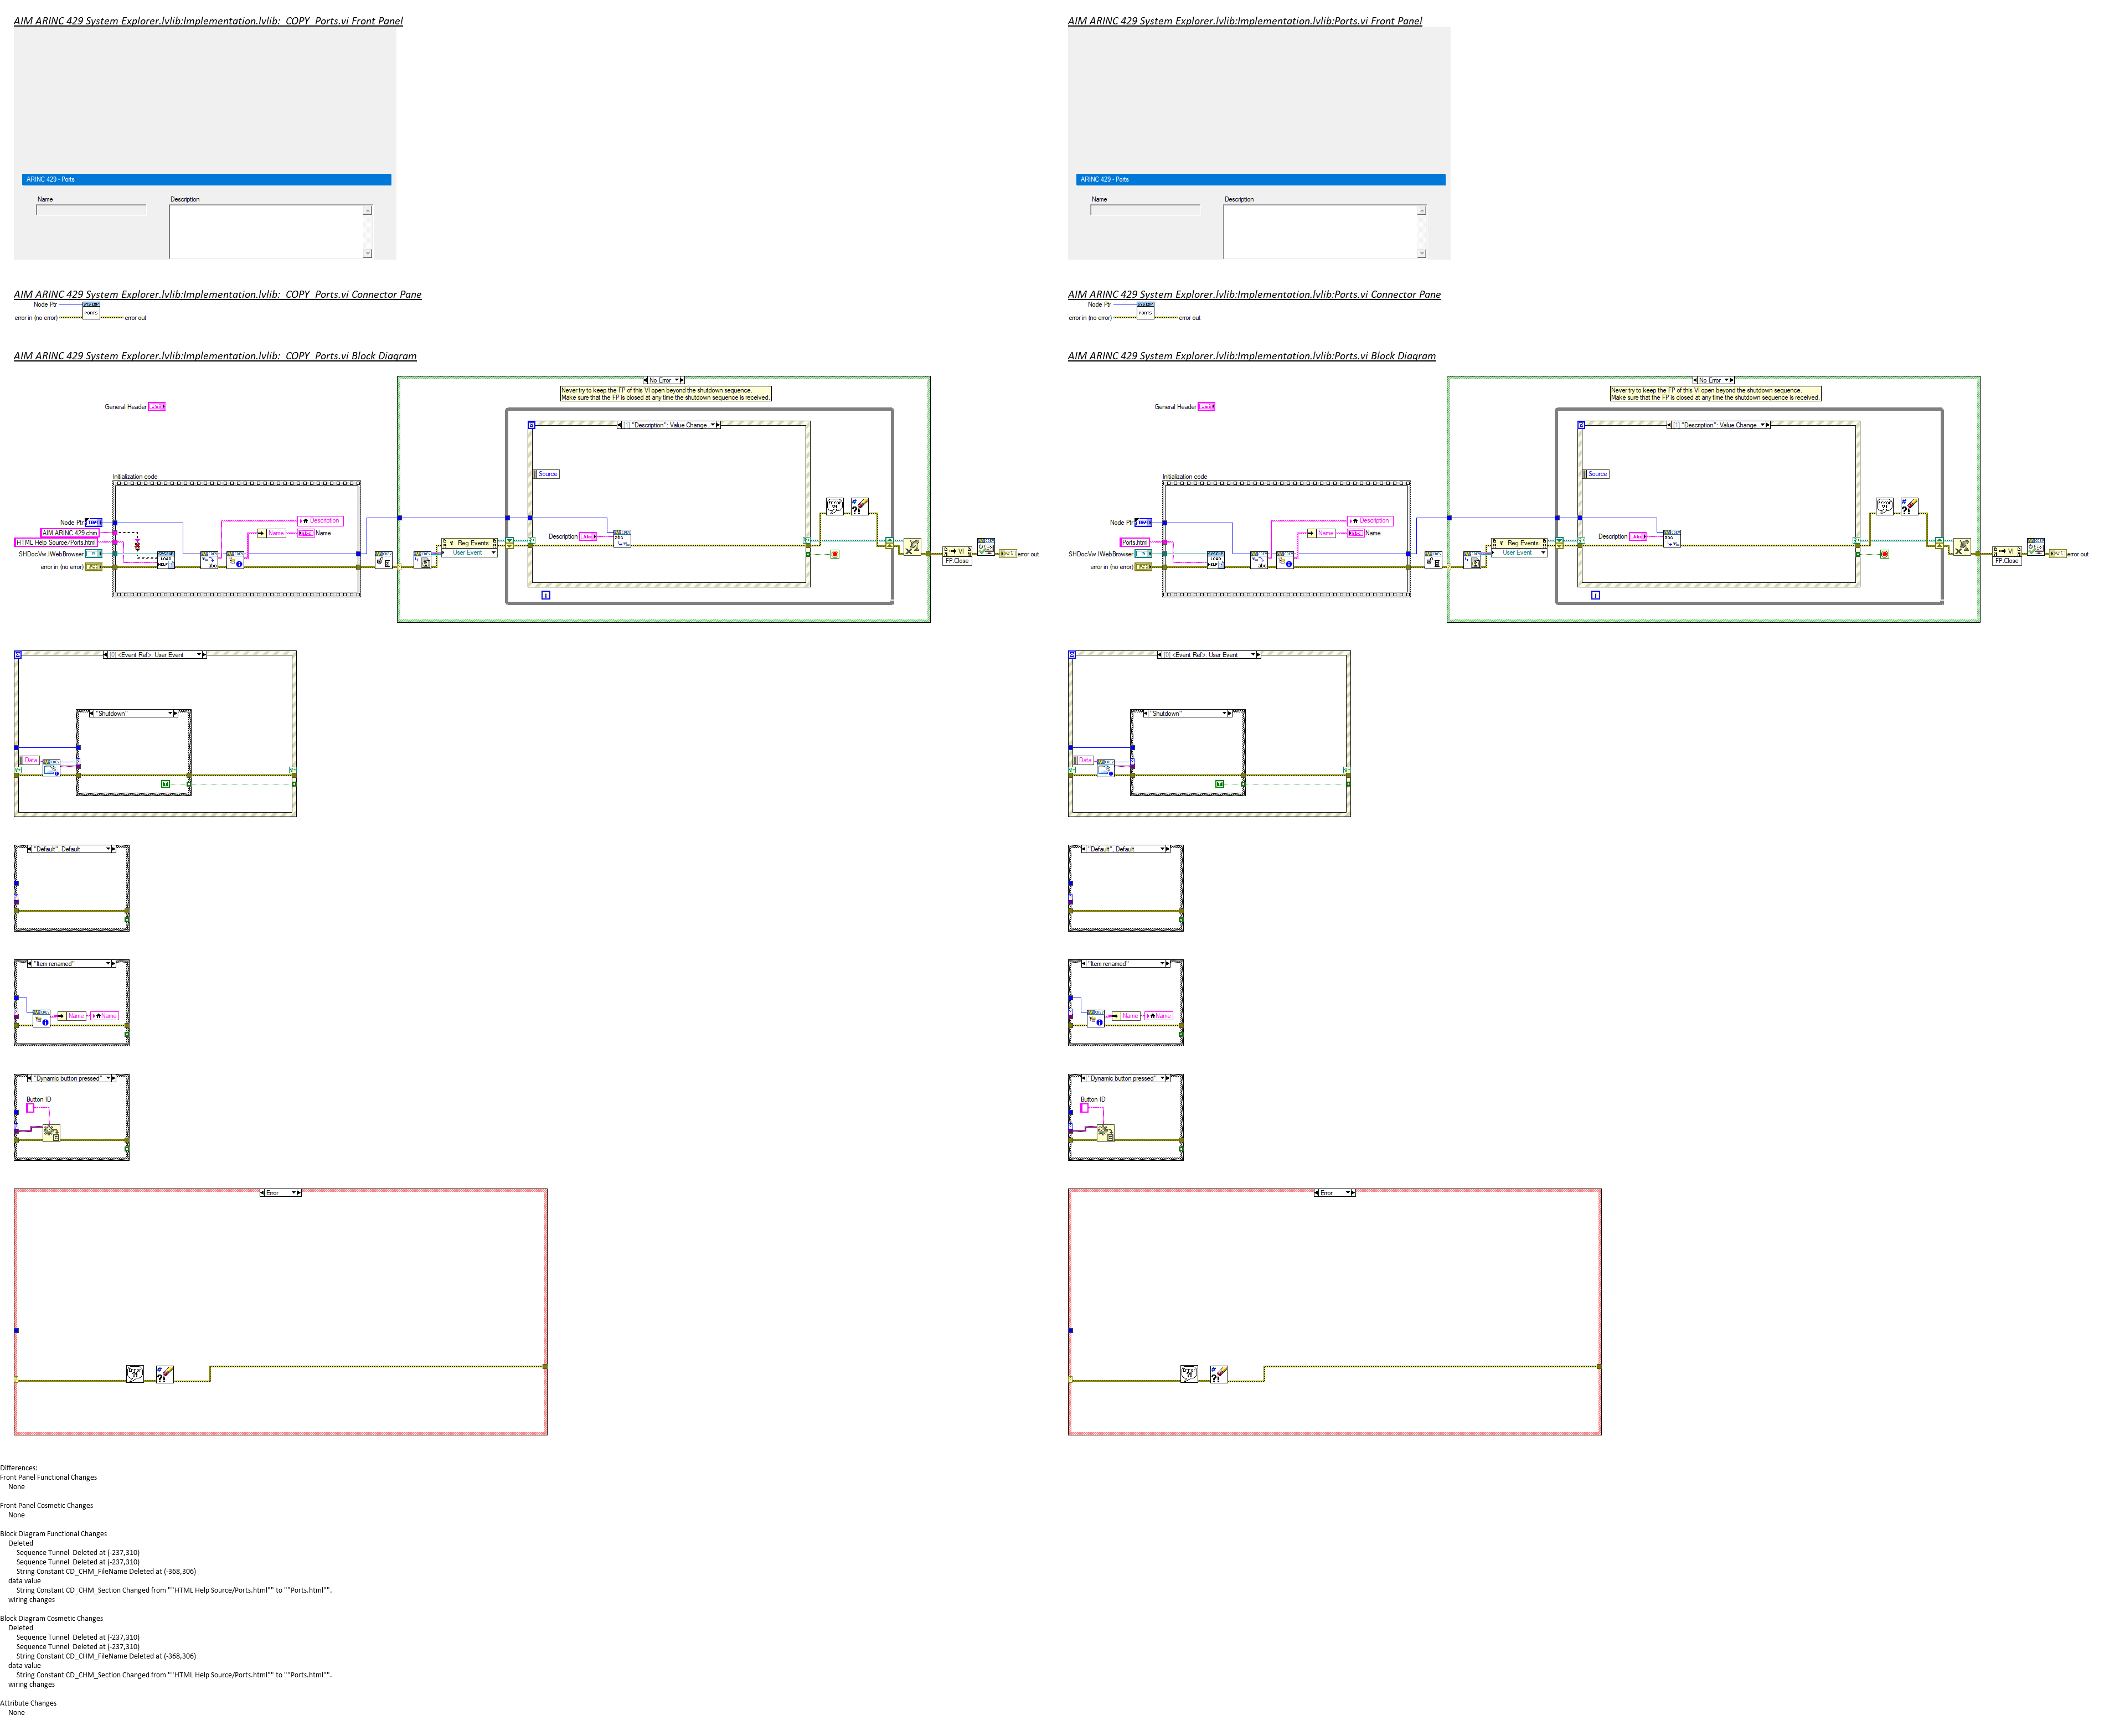 AIM ARINC 429 System Explorer.lvlib:Implementation.lvlib:_COPY_Ports.vi Front Panel
ARINC 429 - Ports
Name
Description
AIM ARINC 429 System Explorer.lvlib:Implementation.lvlib:_COPY_Ports.vi Connector Pane
Node Ptr
error in (no error)
error out
PORTS
AIM ARINC 429 System Explorer.lvlib:Implementation.lvlib:_COPY_Ports.vi Block Diagram
No Error
Never try to keep the FP of this VI open beyond the shutdown sequence.
Make sure that the FP is closed at any time the shutdown sequence is received.
General Header
[1] "Description": Value Change
Source
Initialization code
Node Ptr
AIM ARINC 429.chm
HTML Help Source/Ports.html
SHDocVw.IWebBrowser
error in (no error)
LOAD
HELP
Description
Name
Name
Reg Events
User Event
Description
abc
VI
FP.Close
error out
[0] <Event Ref>: User Event
"Shutdown"
Data
"Default", Default
"Item renamed"
Name
Name
"Dynamic button pressed"
Button ID
Error
AIM ARINC 429 System Explorer.lvlib:Implementation.lvlib:Ports.vi Front Panel
ARINC 429 - Ports
Name
Description
AIM ARINC 429 System Explorer.lvlib:Implementation.lvlib:Ports.vi Connector Pane
Node Ptr
error in (no error)
error out
PORTS
AIM ARINC 429 System Explorer.lvlib:Implementation.lvlib:Ports.vi Block Diagram
No Error
Never try to keep the FP of this VI open beyond the shutdown sequence.
Make sure that the FP is closed at any time the shutdown sequence is received.
General Header
[1] "Description": Value Change
Source
Initialization code
Node Ptr
Ports.html
SHDocVw.IWebBrowser
error in (no error)
LOAD
HELP
Description
Name
Name
Reg Events
User Event
Description
abc
VI
FP.Close
error out
[0] <Event Ref>: User Event
"Shutdown"
Data
"Default", Default
"Item renamed"
Name
Name
"Dynamic button pressed"
Button ID
Error
Differences:
Front Panel Functional Changes
None
Front Panel Cosmetic Changes
None
Block Diagram Functional Changes
Deleted
Sequence Tunnel  Deleted at (-237,310)
Sequence Tunnel  Deleted at (-237,310)
String Constant CD_CHM_FileName Deleted at (-368,306)
data value
String Constant CD_CHM_Section Changed from ""HTML Help Source/Ports.html"" to ""Ports.html"".
wiring changes
Block Diagram Cosmetic Changes
Deleted
Sequence Tunnel  Deleted at (-237,310)
Sequence Tunnel  Deleted at (-237,310)
String Constant CD_CHM_FileName Deleted at (-368,306)
data value
String Constant CD_CHM_Section Changed from ""HTML Help Source/Ports.html"" to ""Ports.html"".
wiring changes
Attribute Changes
None